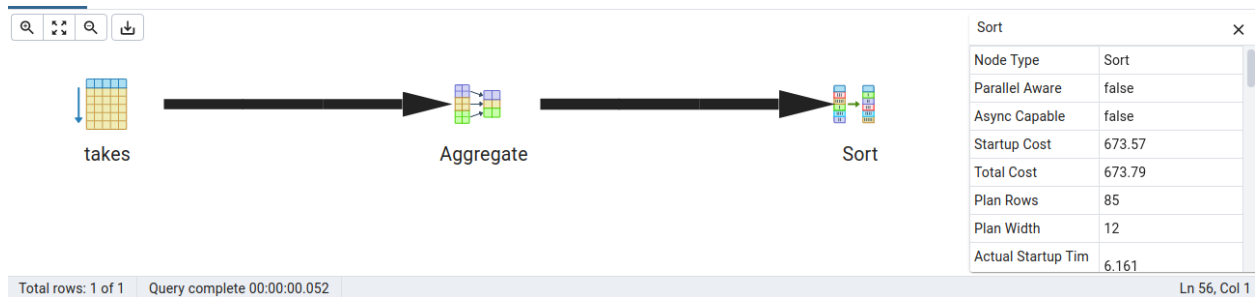 Sort
Node Type Sort
Parallel Aware false
Async Capable false
Startup Cost 673.57
Total Cost 673.79
Plan Rows 85
Plan Width 12
Actual Startup Tim 6.161
takes
Aggregate
Sort
Total rows: 1 of 1 Query complete 00:00:00.052 Ln 56, Col 1